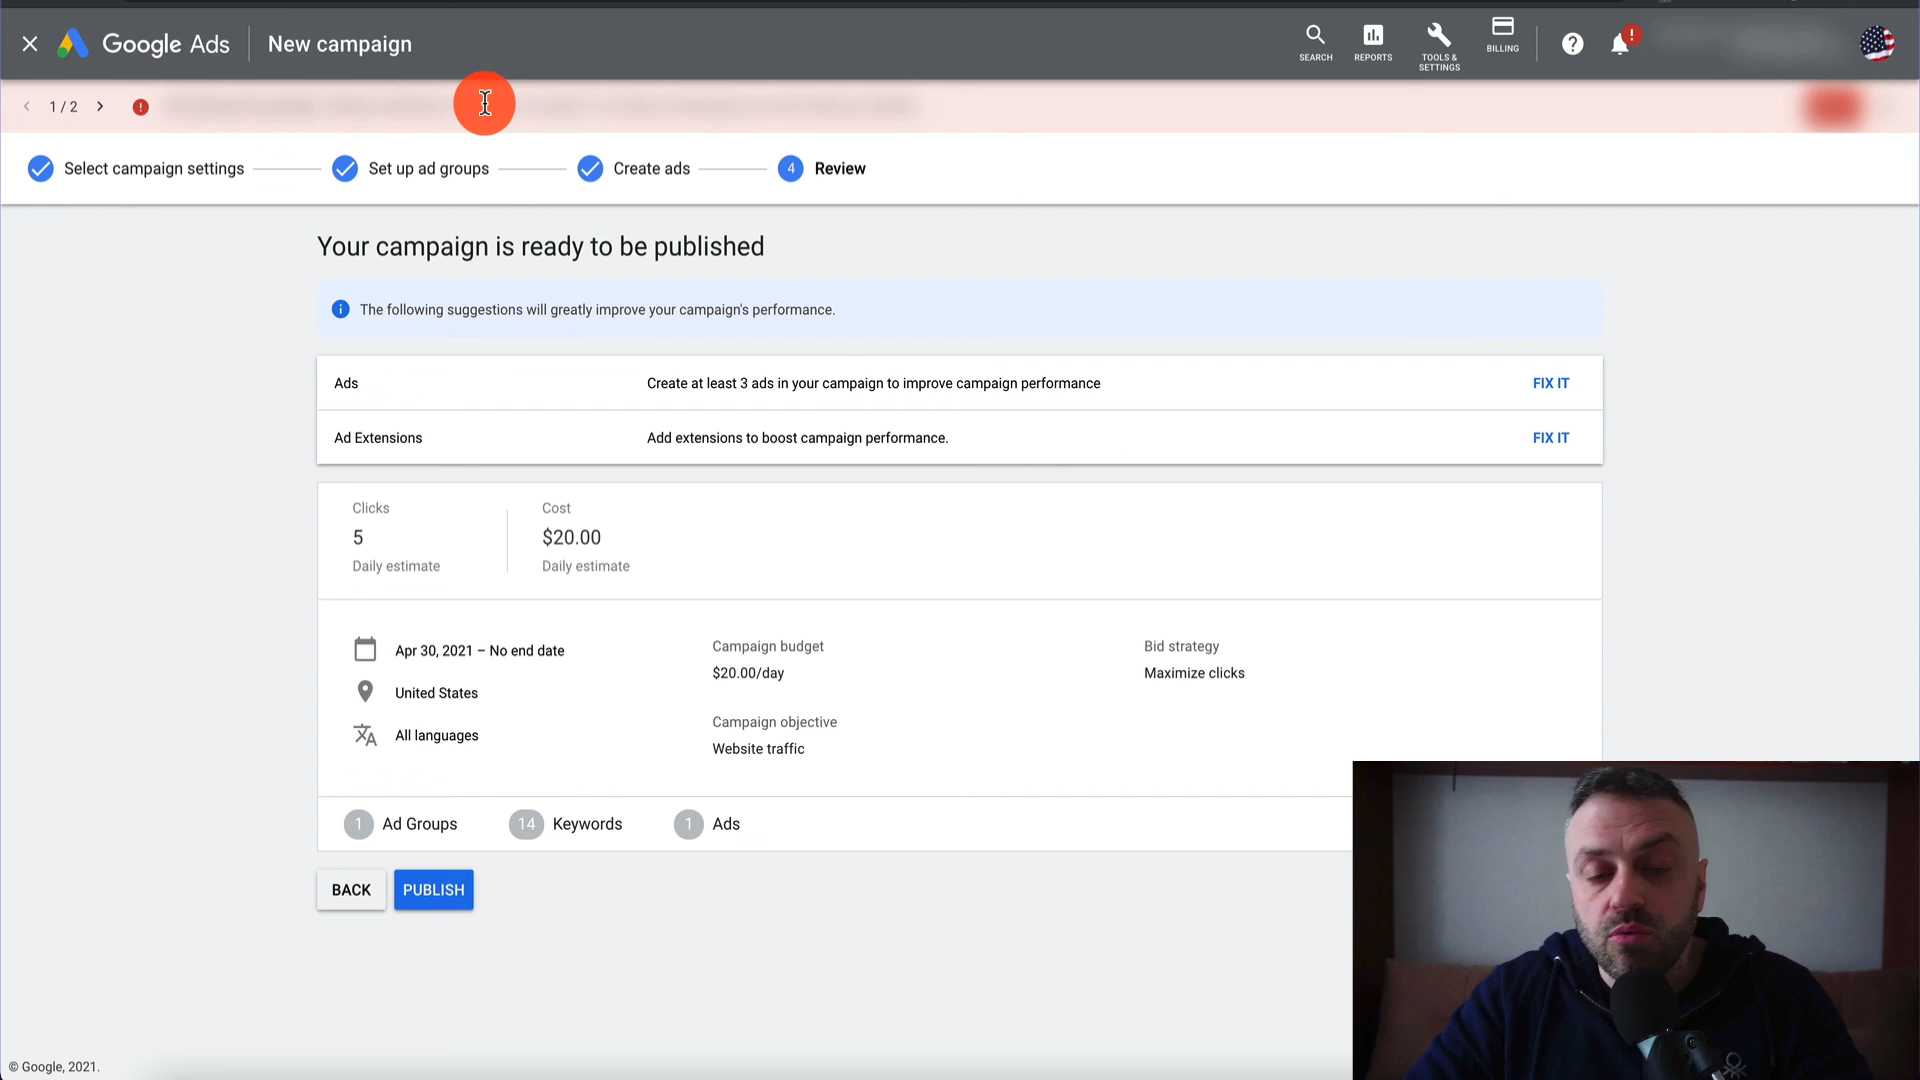 Google Ads
New campaign
SEARCH
REPORTS
TOOLS &
SETTINGS
BILLING
?
!
1 / 2
!
Select campaign settings
Set up ad groups
Create ads
4
Review
Your campaign is ready to be published
i
The following suggestions will greatly improve your campaign's performance.
Ads
Create at least 3 ads in your campaign to improve campaign performance
FIX IT
Ad Extensions
Add extensions to boost campaign performance.
FIX IT
Clicks
5
Daily estimate
Cost
$20.00
Daily estimate
Apr 30, 2021 – No end date
United States
All languages
Campaign budget
$20.00/day
Campaign objective
Website traffic
Bid strategy
Maximize clicks
1 Ad Groups
14 Keywords
1 Ads
BACK
PUBLISH
© Google, 2021.